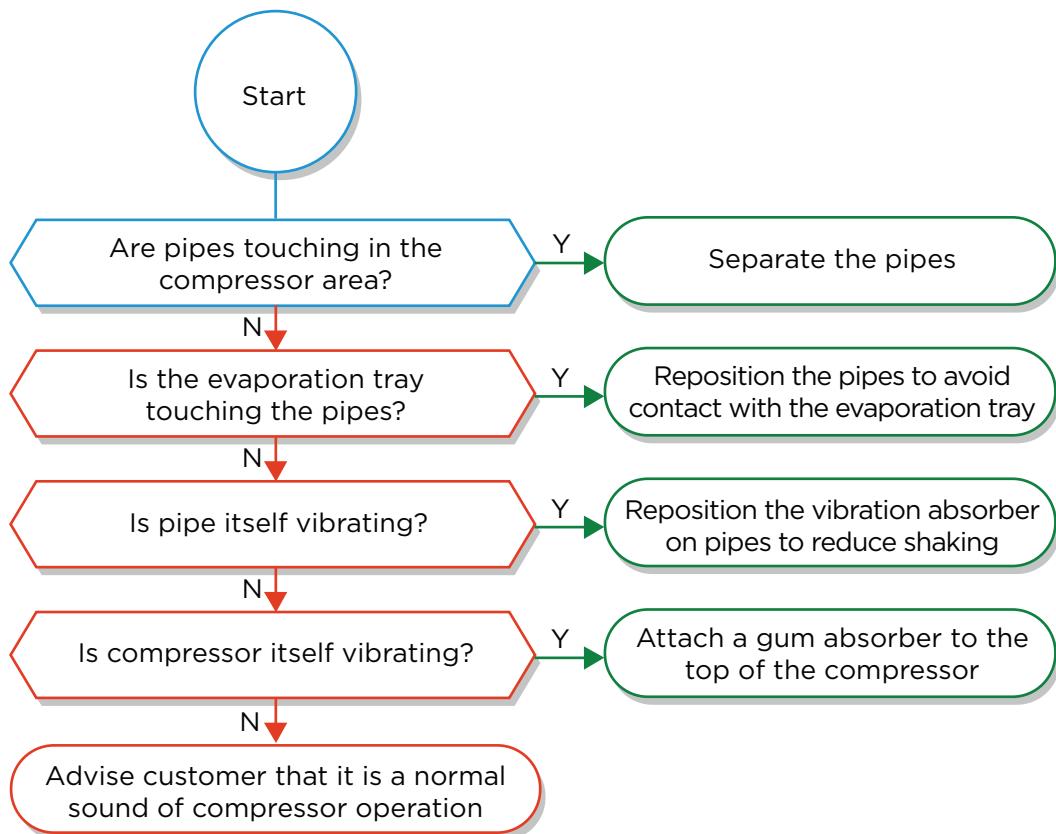 Start
Are pipes touching in the
compressor area?
Y
Separate the pipes
N
Is the evaporation tray
touching the pipes?
Y
Reposition the pipes to avoid
contact with the evaporation tray
N
Is pipe itself vibrating?
Y
Reposition the vibration absorber
on pipes to reduce shaking
N
Is compressor itself vibrating?
Y
Attach a gum absorber to the
top of the compressor
N
Advise customer that it is a normal
sound of compressor operation